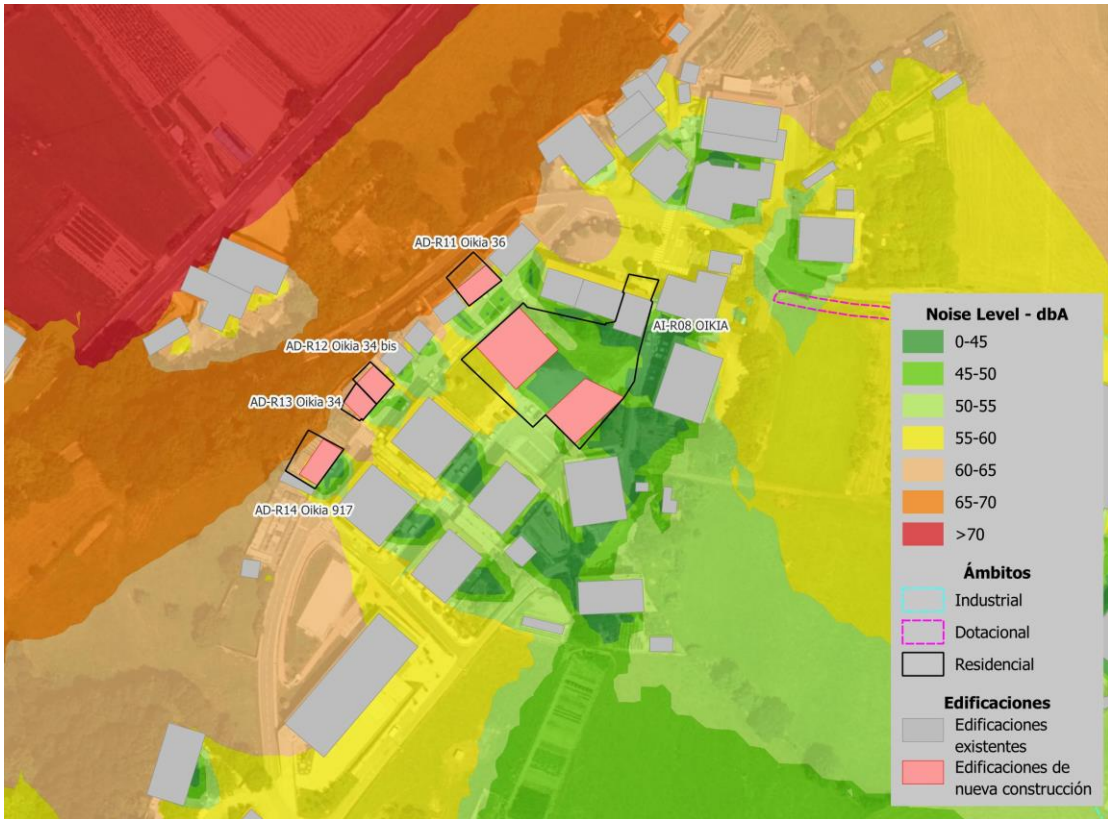 AD-R11 Oikia 36
AD-R12 Oikia 34 bis
AD-R13 Oikia 34
AD-R14 Oikia 917
AI-R08 OIKIA
Noise Level - dbA
0-45
45-50
50-55
55-60
60-65
65-70
>70
Ámbitos
Industrial
Dotacional
Residencial
Edificaciones
Edificaciones
existentes
Edificaciones de
nueva construcción